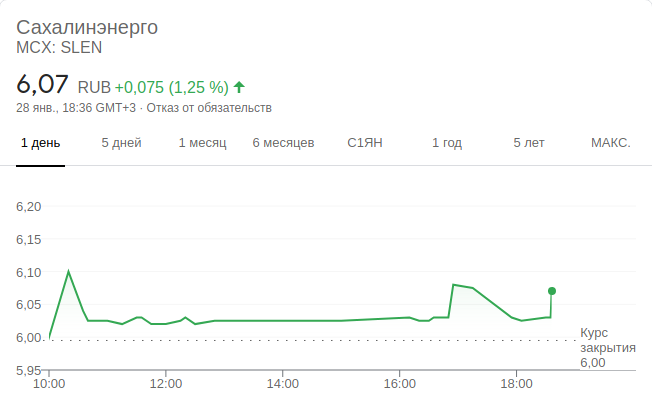 Сахалинэнерго
MCX: SLEN
6,07 RUB +0,075 (1,25 %)
28 янв., 18:36 GMT+3 · Отказ от обязательств
1 день 5 дней 1 месяц 6 месяцев С1ЯН 1 год 5 лет МАКС.
6,20
6,15
6,10
6,05
6,00
5,95
Курс
закрытия
6,00
10:00 12:00 14:00 16:00 18:00